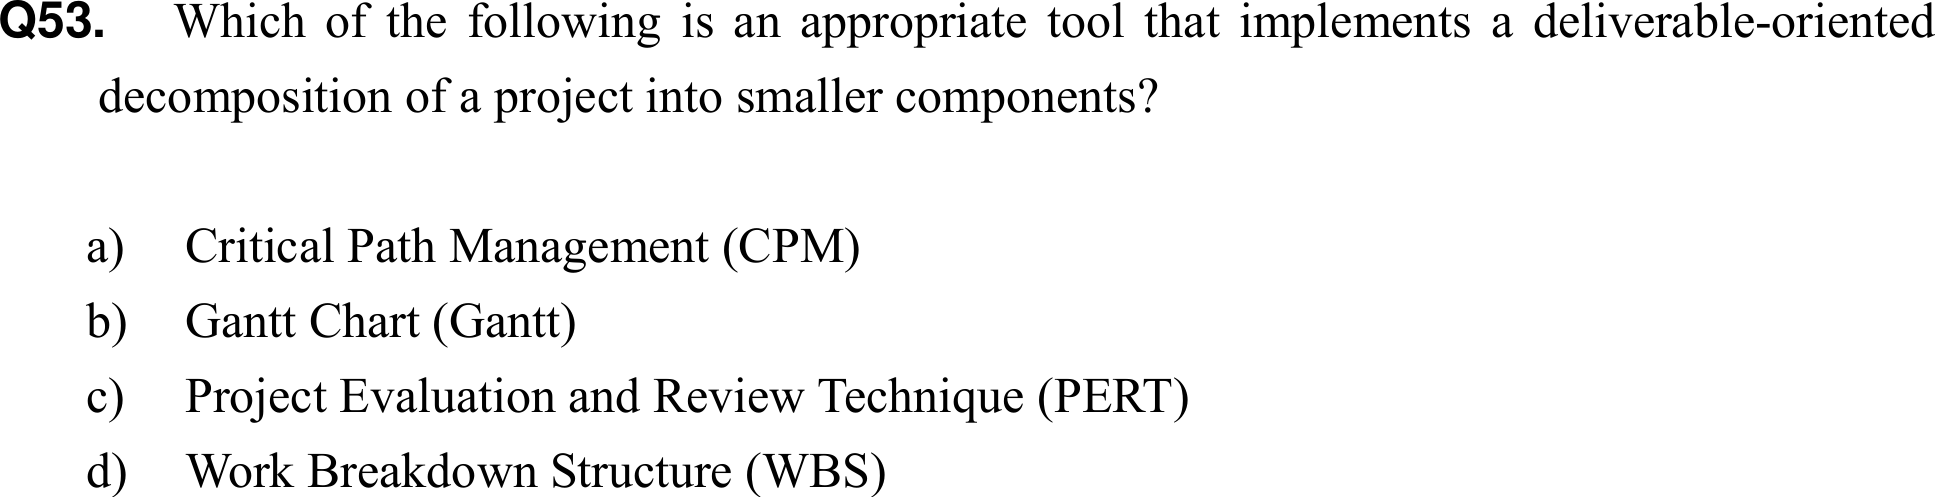 Q53. Which of the following is an appropriate tool that implements a deliverable-oriented
decomposition of a project into smaller components?
a) Critical Path Management (CPM)
b) Gantt Chart (Gantt)
c) Project Evaluation and Review Technique (PERT)
d) Work Breakdown Structure (WBS)